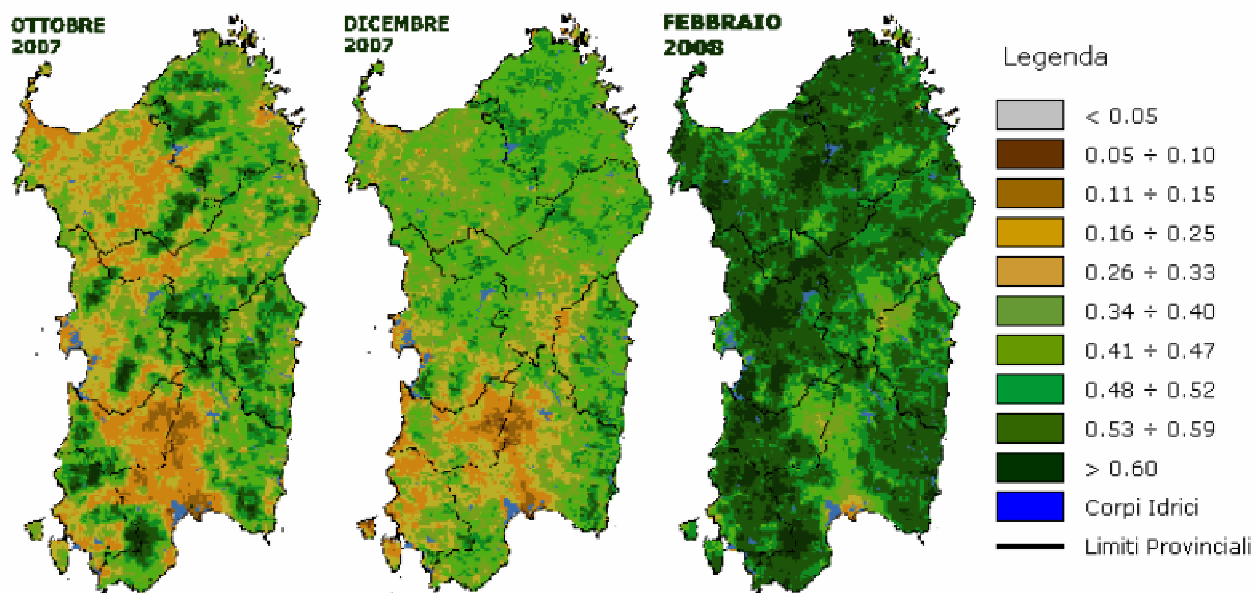 OTTOBRE
2007
DICEMBRE
2007
FEBBRAIO
2008
Legenda
< 0.05
0.05 ÷ 0.10
0.11 ÷ 0.15
0.16 ÷ 0.25
0.26 ÷ 0.33
0.34 ÷ 0.40
0.41 ÷ 0.47
0.48 ÷ 0.52
0.53 ÷ 0.59
> 0.60
Corpi Idrici
Limiti Provinciali